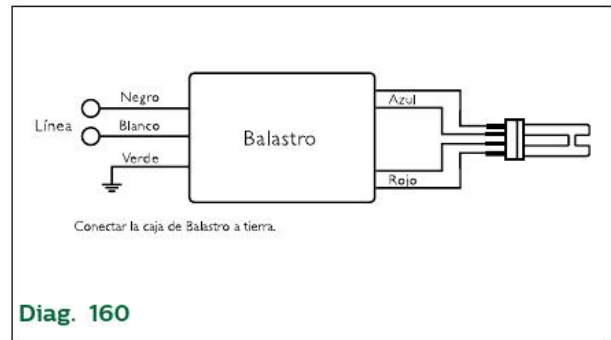 Negro
Azul
Línea
Blanco
Balastro
Verde
Rojo
Conectar la caja de Balastro a tierra.
Diag. 160